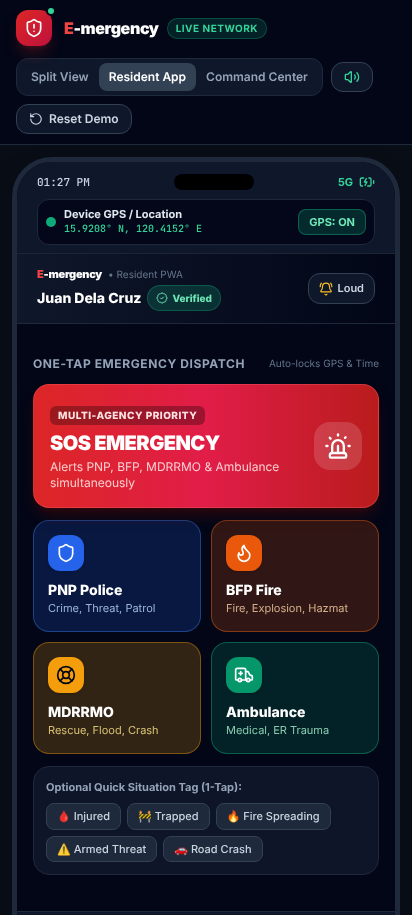 E-mergency LIVE NETWORK
Split View Resident App Command Center
Reset Demo
01:27 PM 5G
Device GPS / Location
15.9208° N, 120.4152° E
GPS: ON
E-mergency • Resident PWA
Juan Dela Cruz Verified
Loud
ONE-TAP EMERGENCY DISPATCH Auto-locks GPS & Time
MULTI-AGENCY PRIORITY
SOS EMERGENCY
Alerts PNP, BFP, MDRRMO & Ambulance
simultaneously
PNP Police
Crime, Threat, Patrol
BFP Fire
Fire, Explosion, Hazmat
MDRRMO
Rescue, Flood, Crash
Ambulance
Medical, ER Trauma
Optional Quick Situation Tag (1-Tap):
🩸 Injured 🚧 Trapped 🔥 Fire Spreading
⚠️ Armed Threat 🚗 Road Crash